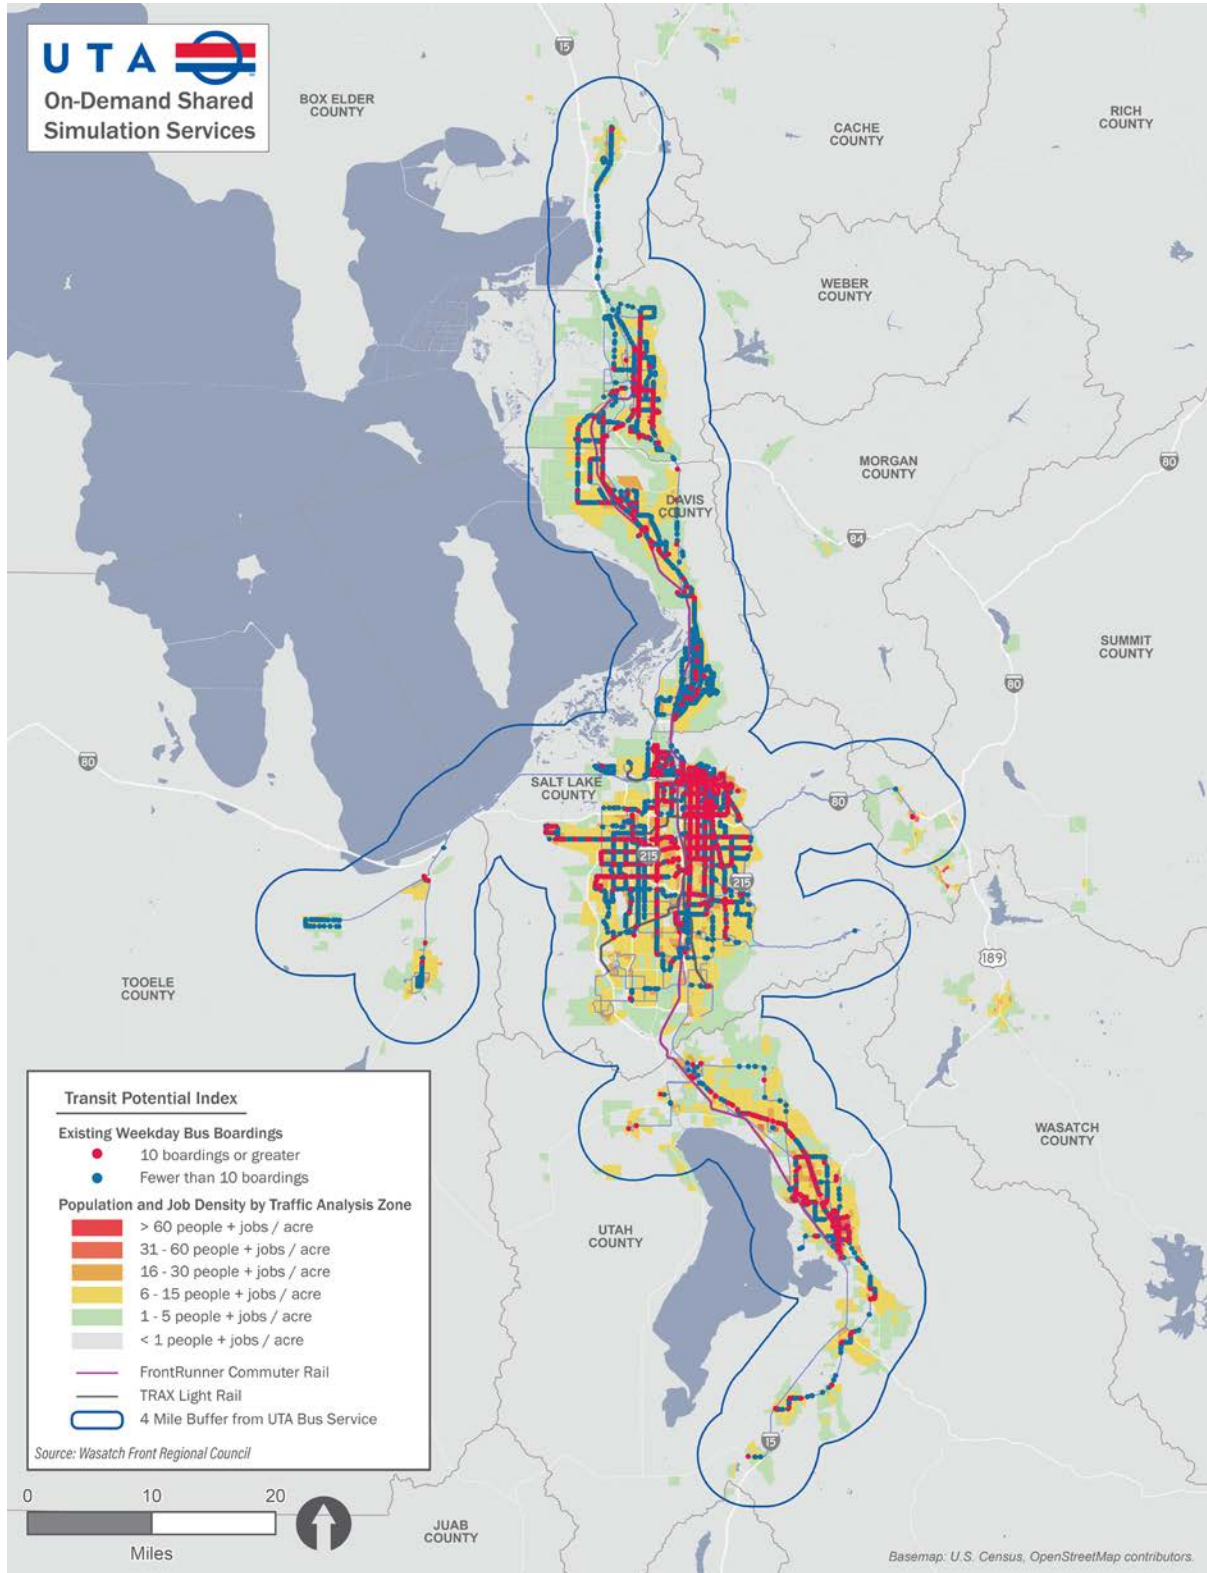 UTA
On-Demand Shared
Simulation Services
15
BOX ELDER
COUNTY
CACHE
COUNTY
RICH
COUNTY
WEBER
COUNTY
MORGAN
COUNTY
80
DAVIS
COUNTY
84
SUMMIT
COUNTY
80
80
SALT LAKE
COUNTY
80
215
215
189
TOOELE
COUNTY
WASATCH
COUNTY
UTAH
COUNTY
15
JUAB
COUNTY
Transit Potential Index
Existing Weekday Bus Boardings
10 boardings or greater
Fewer than 10 boardings
Population and Job Density by Traffic Analysis Zone
> 60 people + jobs / acre
31 - 60 people + jobs / acre
16 - 30 people + jobs / acre
6 - 15 people + jobs / acre
1 - 5 people + jobs / acre
< 1 people + jobs / acre
FrontRunner Commuter Rail
TRAX Light Rail
4 Mile Buffer from UTA Bus Service
Source: Wasatch Front Regional Council
0 10 20
Miles
Basemap: U.S. Census, OpenStreetMap contributors.